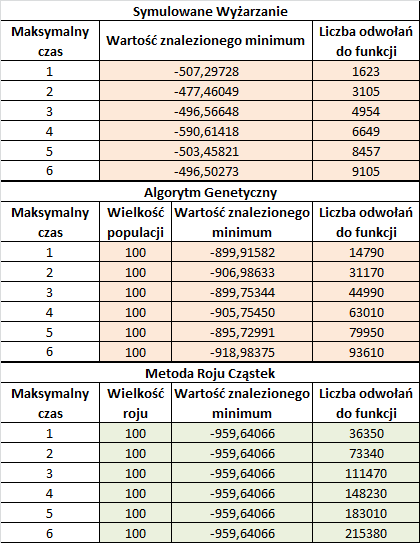 Symulowane Wyżarzanie
Maksymalny czas Wartość znalezionego minimum Liczba odwołań do funkcji
1 -507,29728 1623
2 -477,46049 3105
3 -496,56648 4954
4 -590,61418 6649
5 -503,45821 8457
6 -496,50273 9105
Algorytm Genetyczny
Maksymalny czas Wielkość populacji Wartość znalezionego minimum Liczba odwołań do funkcji
1 100 -899,91582 14790
2 100 -906,98633 31170
3 100 -899,75344 44990
4 100 -905,75450 63010
5 100 -895,72991 79950
6 100 -918,98375 93610
Metoda Roju Cząstek
Maksymalny czas Wielkość roju Wartość znalezionego minimum Liczba odwołań do funkcji
1 100 -959,64066 36350
2 100 -959,64066 73340
3 100 -959,64066 111470
4 100 -959,64066 148230
5 100 -959,64066 183010
6 100 -959,64066 215380